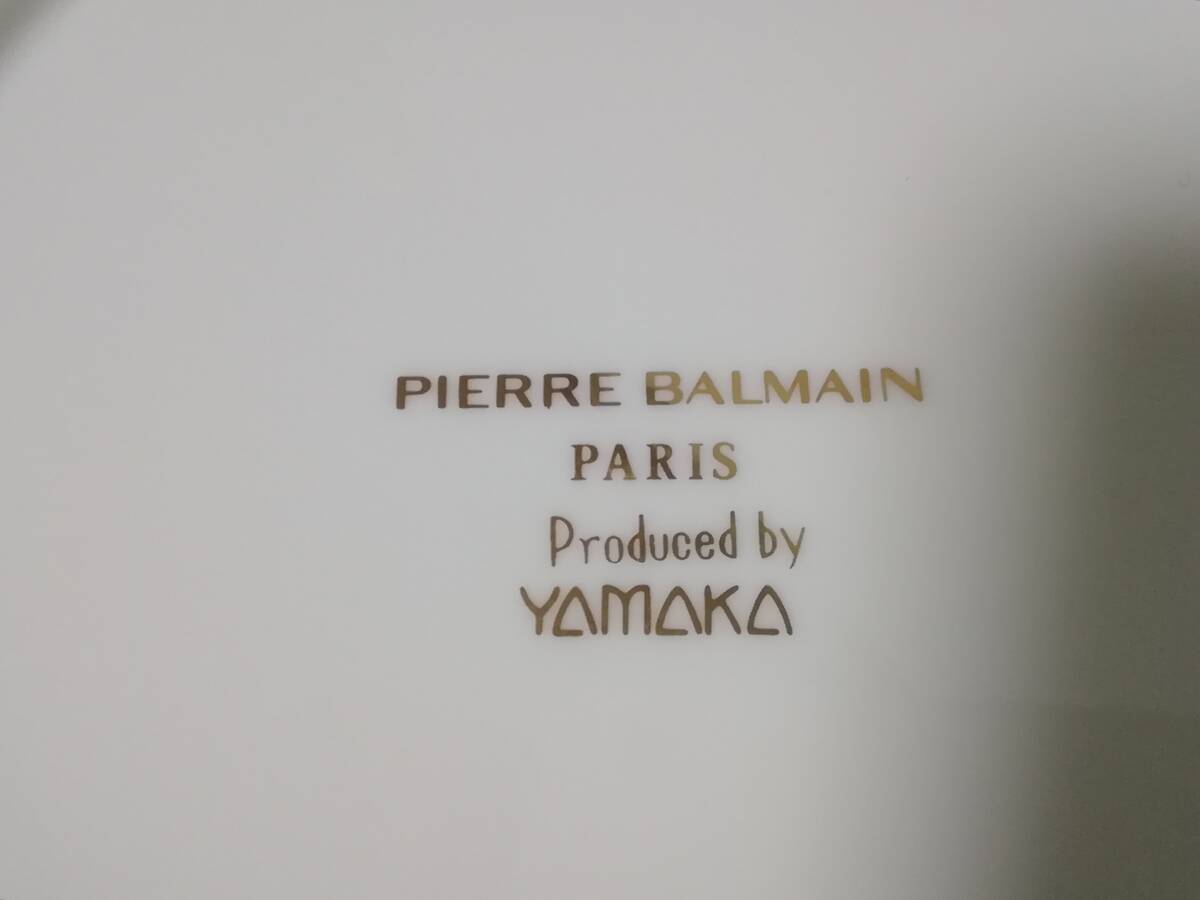 PIERRE BALMAIN
PARIS
Produced by
YAMAKA